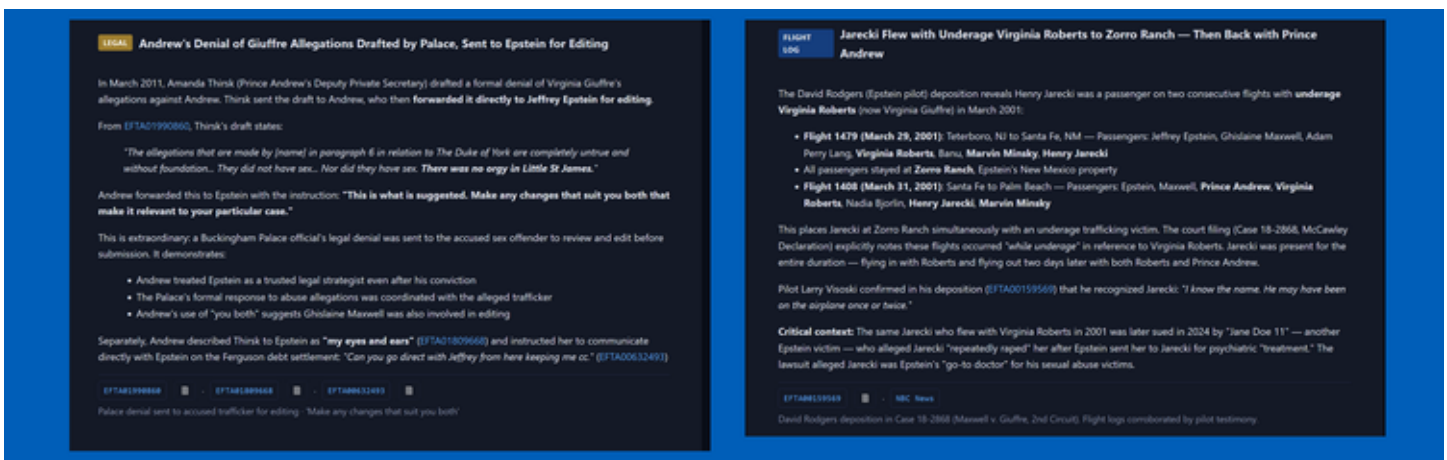 LEGAL Andrew's Denial of Giuffre Allegations Drafted by Palace, Sent to Epstein for Editing
In March 2011, Amanda Thirsk (Prince Andrew's Deputy Private Secretary) drafted a formal denial of Virginia Giuffre's
allegations against Andrew. Thirsk sent the draft to Andrew, who then forwarded it directly to Jeffrey Epstein for editing.
From EFTA01990860, Thirsk's draft states:
"The allegations that are made by [name] in paragraph 6 in relation to The Duke of York are completely untrue and
without foundation... They did not have sex... Nor did they have sex. There was no orgy in Little St James."
Andrew forwarded this to Epstein with the instruction: "This is what is suggested. Make any changes that suit you both that
make it relevant to your particular case."
This is extraordinary: a Buckingham Palace official's legal denial was sent to the accused sex offender to review and edit before
submission. It demonstrates:
• Andrew treated Epstein as a trusted legal strategist even after his conviction
• The Palace's formal response to abuse allegations was coordinated with the alleged trafficker
• Andrew's use of "you both" suggests Ghislaine Maxwell was also involved in editing
Separately, Andrew described Thirsk to Epstein as "my eyes and ears" (EFTA01809668) and instructed her to communicate
directly with Epstein on the Ferguson debt settlement: "Can you go direct with Jeffrey from here keeping me cc." (EFTA00632493)
EFTA01990860 · EFTA01809668 · EFTA00632493
Palace denial sent to accused trafficker for editing - 'Make any changes that suit you both'
FLIGHT LOG
Jarecki Flew with Underage Virginia Roberts to Zorro Ranch — Then Back with Prince
Andrew
The David Rodgers (Epstein pilot) deposition reveals Henry Jarecki was a passenger on two consecutive flights with underage
Virginia Roberts (now Virginia Giuffre) in March 2001:
• Flight 1479 (March 29, 2001): Teterboro, NJ to Santa Fe, NM — Passengers: Jeffrey Epstein, Ghislaine Maxwell, Adam
Perry Lang, Virginia Roberts, Banu, Marvin Minsky, Henry Jarecki
• All passengers stayed at Zorro Ranch, Epstein's New Mexico property
• Flight 1408 (March 31, 2001): Santa Fe to Palm Beach — Passengers: Epstein, Maxwell, Prince Andrew, Virginia
Roberts, Nadia Bjorlin, Henry Jarecki, Marvin Minsky
This places Jarecki at Zorro Ranch simultaneously with an underage trafficking victim. The court filing (Case 18-2868, McCawley
Declaration) explicitly notes these flights occurred "while underage" in reference to Virginia Roberts. Jarecki was present for the
entire duration — flying in with Roberts and flying out two days later with both Roberts and Prince Andrew.
Pilot Larry Visoski confirmed in his deposition (EFTA00159569) that he recognized Jarecki: "I know the name. He may have been
on the airplane once or twice."
Critical context: The same Jarecki who flew with Virginia Roberts in 2001 was later sued in 2024 by "Jane Doe 11" — another
Epstein victim — who alleged Jarecki "repeatedly raped" her after Epstein sent her to Jarecki for psychiatric "treatment." The
lawsuit alleged Jarecki was Epstein's "go-to doctor" for his sexual abuse victims.
EFTA00159569 · NBC News
David Rodgers deposition in Case 18-2868 (Maxwell v. Giuffre, 2nd Circuit). Flight logs corroborated by pilot testimony.